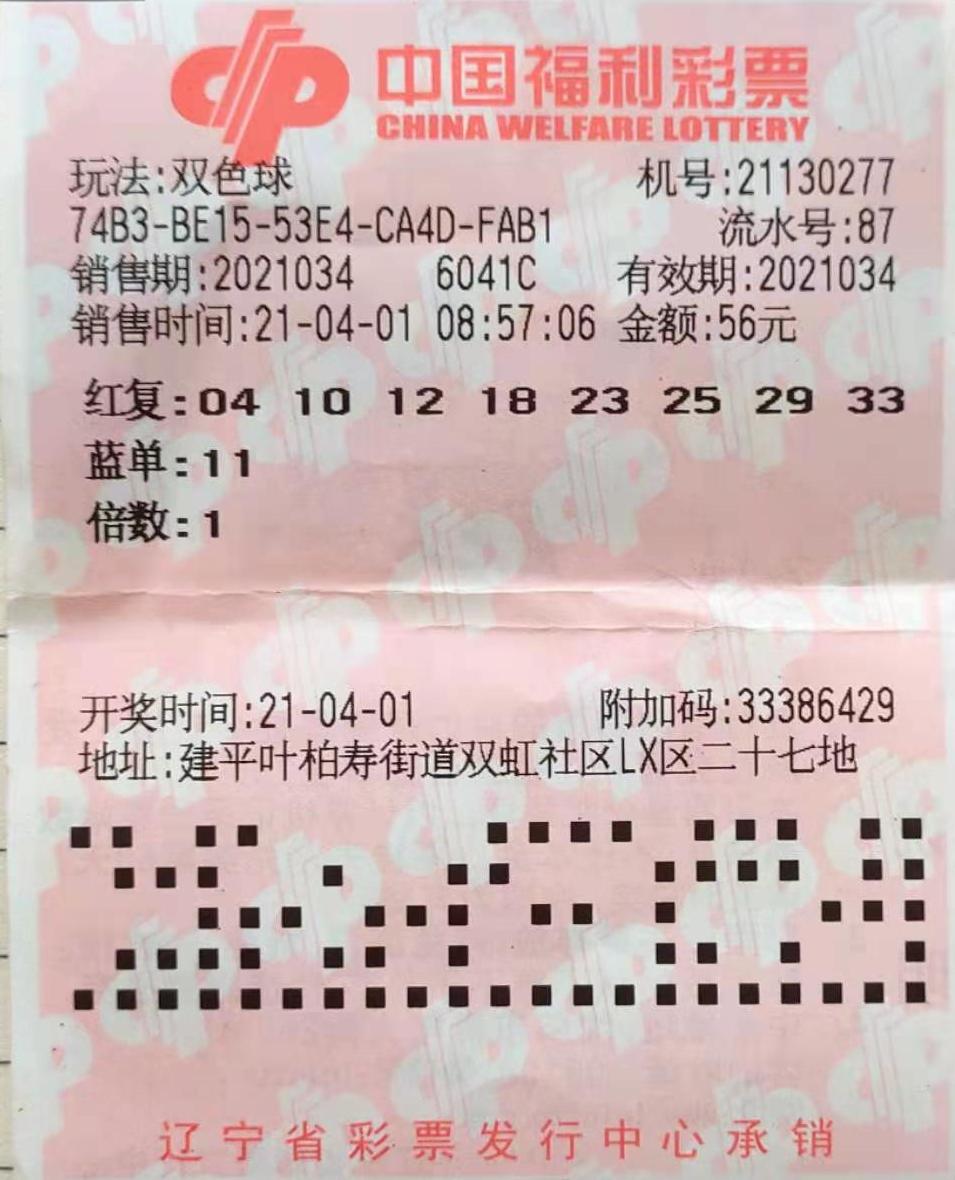 中国福利彩票
CHINA WELFARE LOTTERY
玩法:双色球 机号:21130277
74B3-BE15-53E4-CA4D-FAB1 流水号:87
销售期:2021034 6041C 有效期:2021034
销售时间:21-04-01 08:57:06 金额:56元
红复:04 10 12 18 23 25 29 33
蓝单:11
倍数:1
开奖时间:21-04-01 附加码:33386429
地址:建平叶柏寿街道双虹社区LX区二十七地
辽宁省彩票发行中心承销